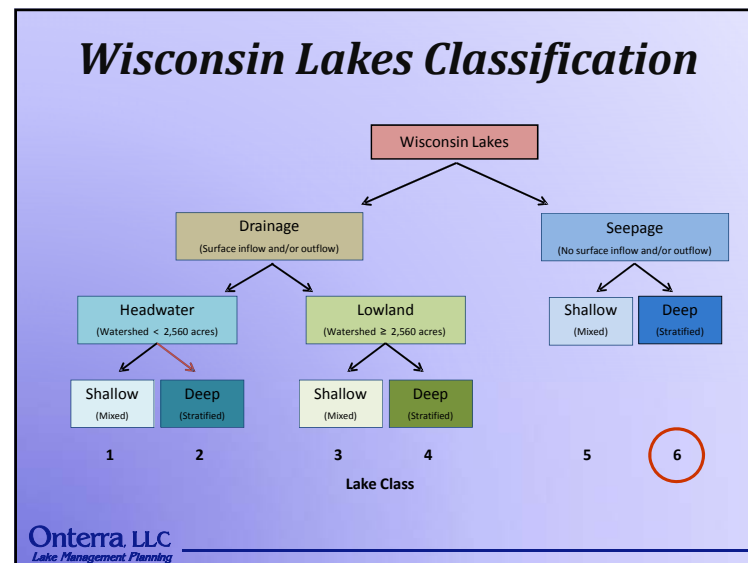 Wisconsin Lakes Classification
Wisconsin Lakes
Drainage
(Surface inflow and/or outflow)
Seepage
(No surface inflow and/or outflow)
Headwater
(Watershed < 2,560 acres)
Lowland
(Watershed ≥ 2,560 acres)
Shallow
(Mixed)
Deep
(Stratified)
Shallow
(Mixed)
Deep
(Stratified)
Shallow
(Mixed)
Deep
(Stratified)
1 2 3 4 5 6
Lake Class
Onterra, LLC
Lake Management Planning